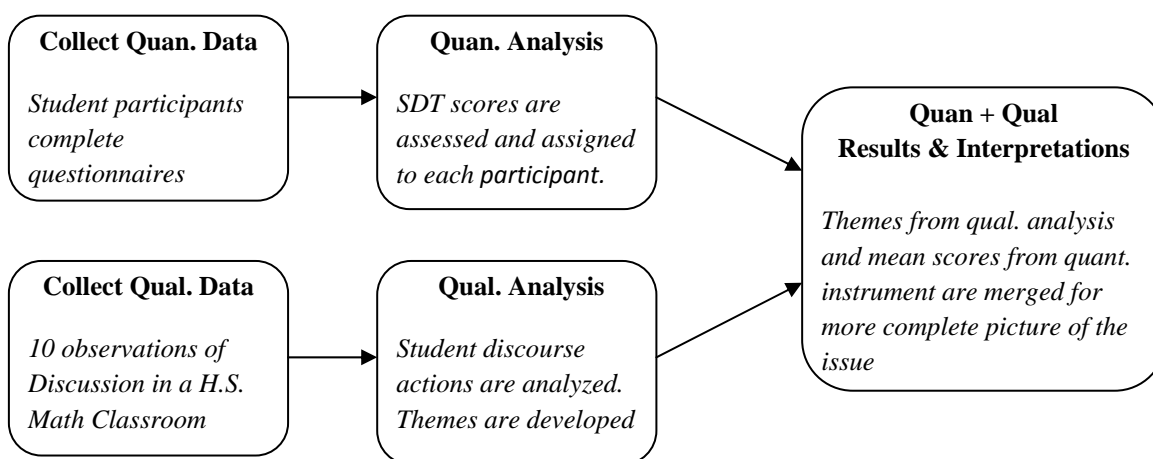 Collect Quan. Data
Student participants
complete
questionnaires
Quan. Analysis
SDT scores are
assessed and assigned
to each participant.
Collect Qual. Data
10 observations of
Discussion in a H.S.
Math Classroom
Qual. Analysis
Student discourse
actions are analyzed.
Themes are developed
Quan + Qual
Results & Interpretations
Themes from qual. analysis
and mean scores from quant.
instrument are merged for
more complete picture of the
issue